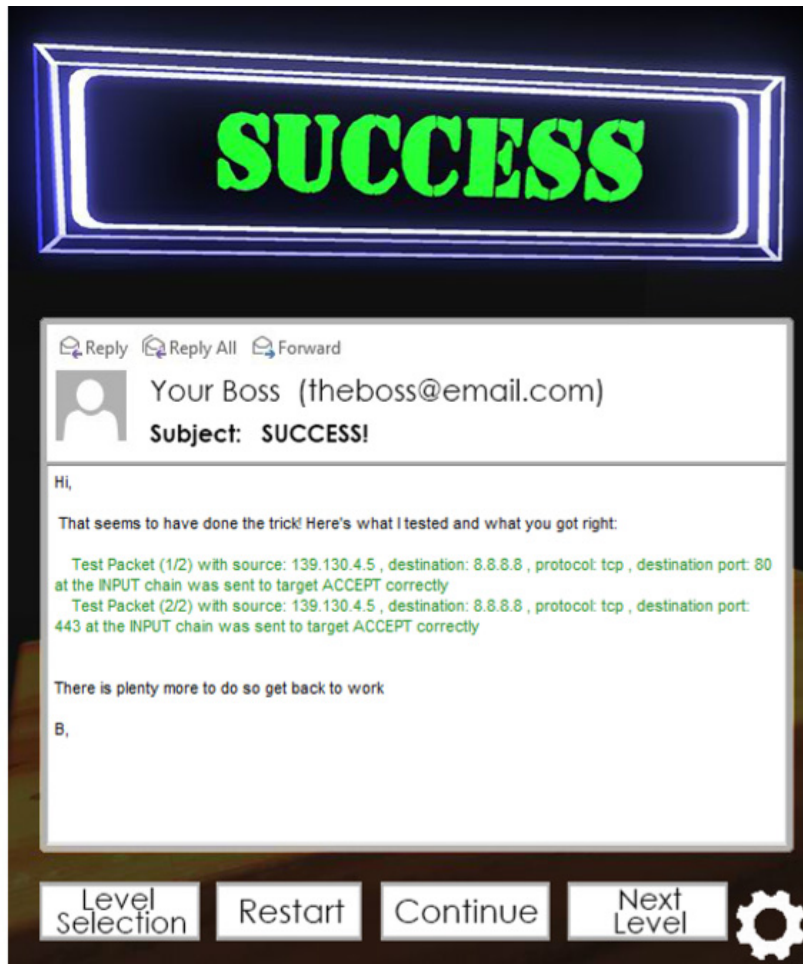 SUCCESS
Reply Reply All Forward
Your Boss (theboss@email.com)
Subject: SUCCESS!
Hi,
That seems to have done the trick! Here's what I tested and what you got right:
Test Packet (1/2) with source: 139.130.4.5 , destination: 8.8.8.8 , protocol: tcp , destination port: 80
at the INPUT chain was sent to target ACCEPT correctly
Test Packet (2/2) with source: 139.130.4.5 , destination: 8.8.8.8 , protocol: tcp , destination port:
443 at the INPUT chain was sent to target ACCEPT correctly
There is plenty more to do so get back to work
B,
Level
Selection
Restart
Continue
Next
Level